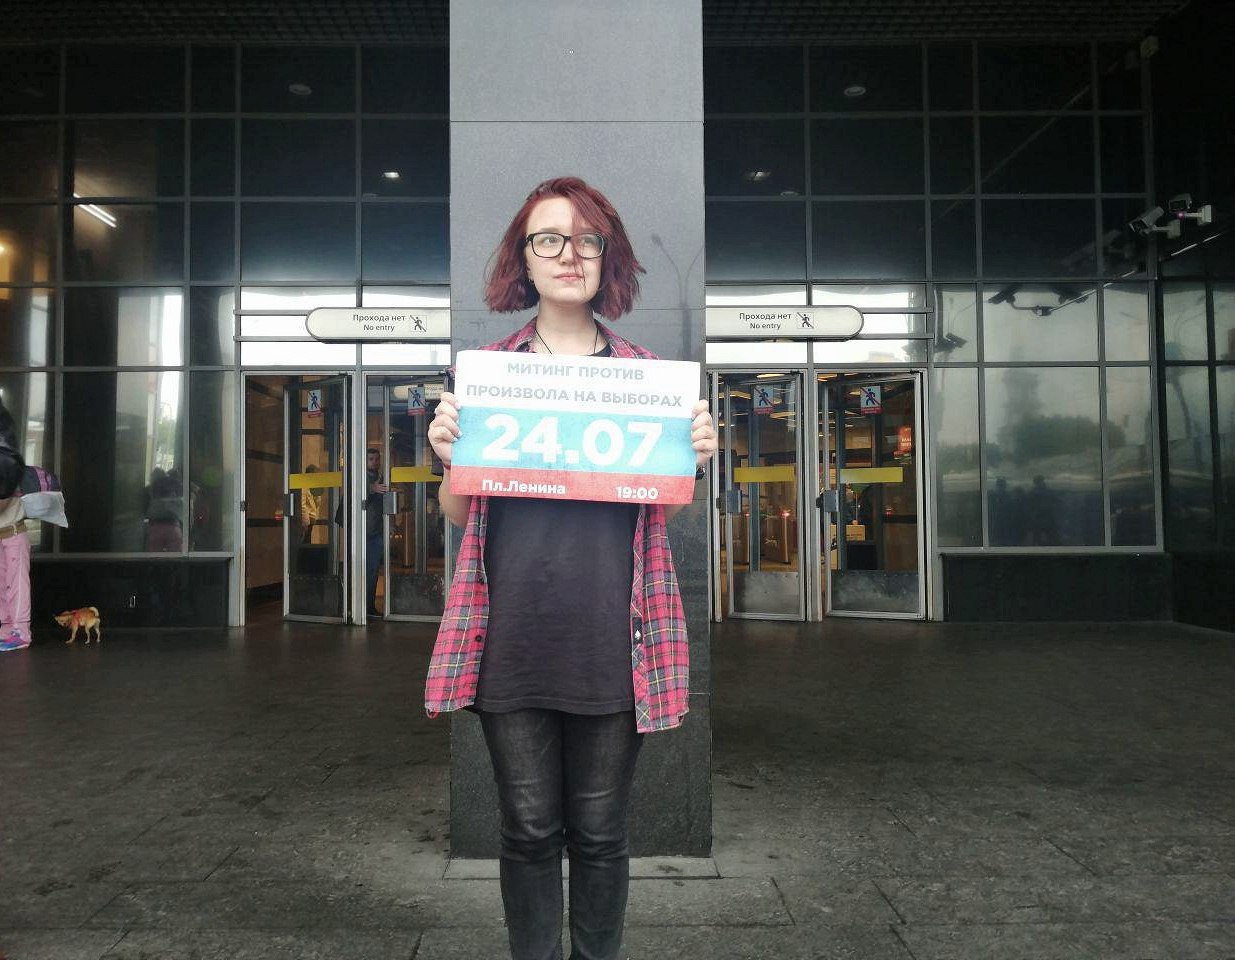 Прохода нет
No entry
Прохода нет
No entry
МИТИНГ ПРОТИВ
ПРОИЗВОЛА НА ВЫБОРАХ
24.07
Пл.Ленина 19:00